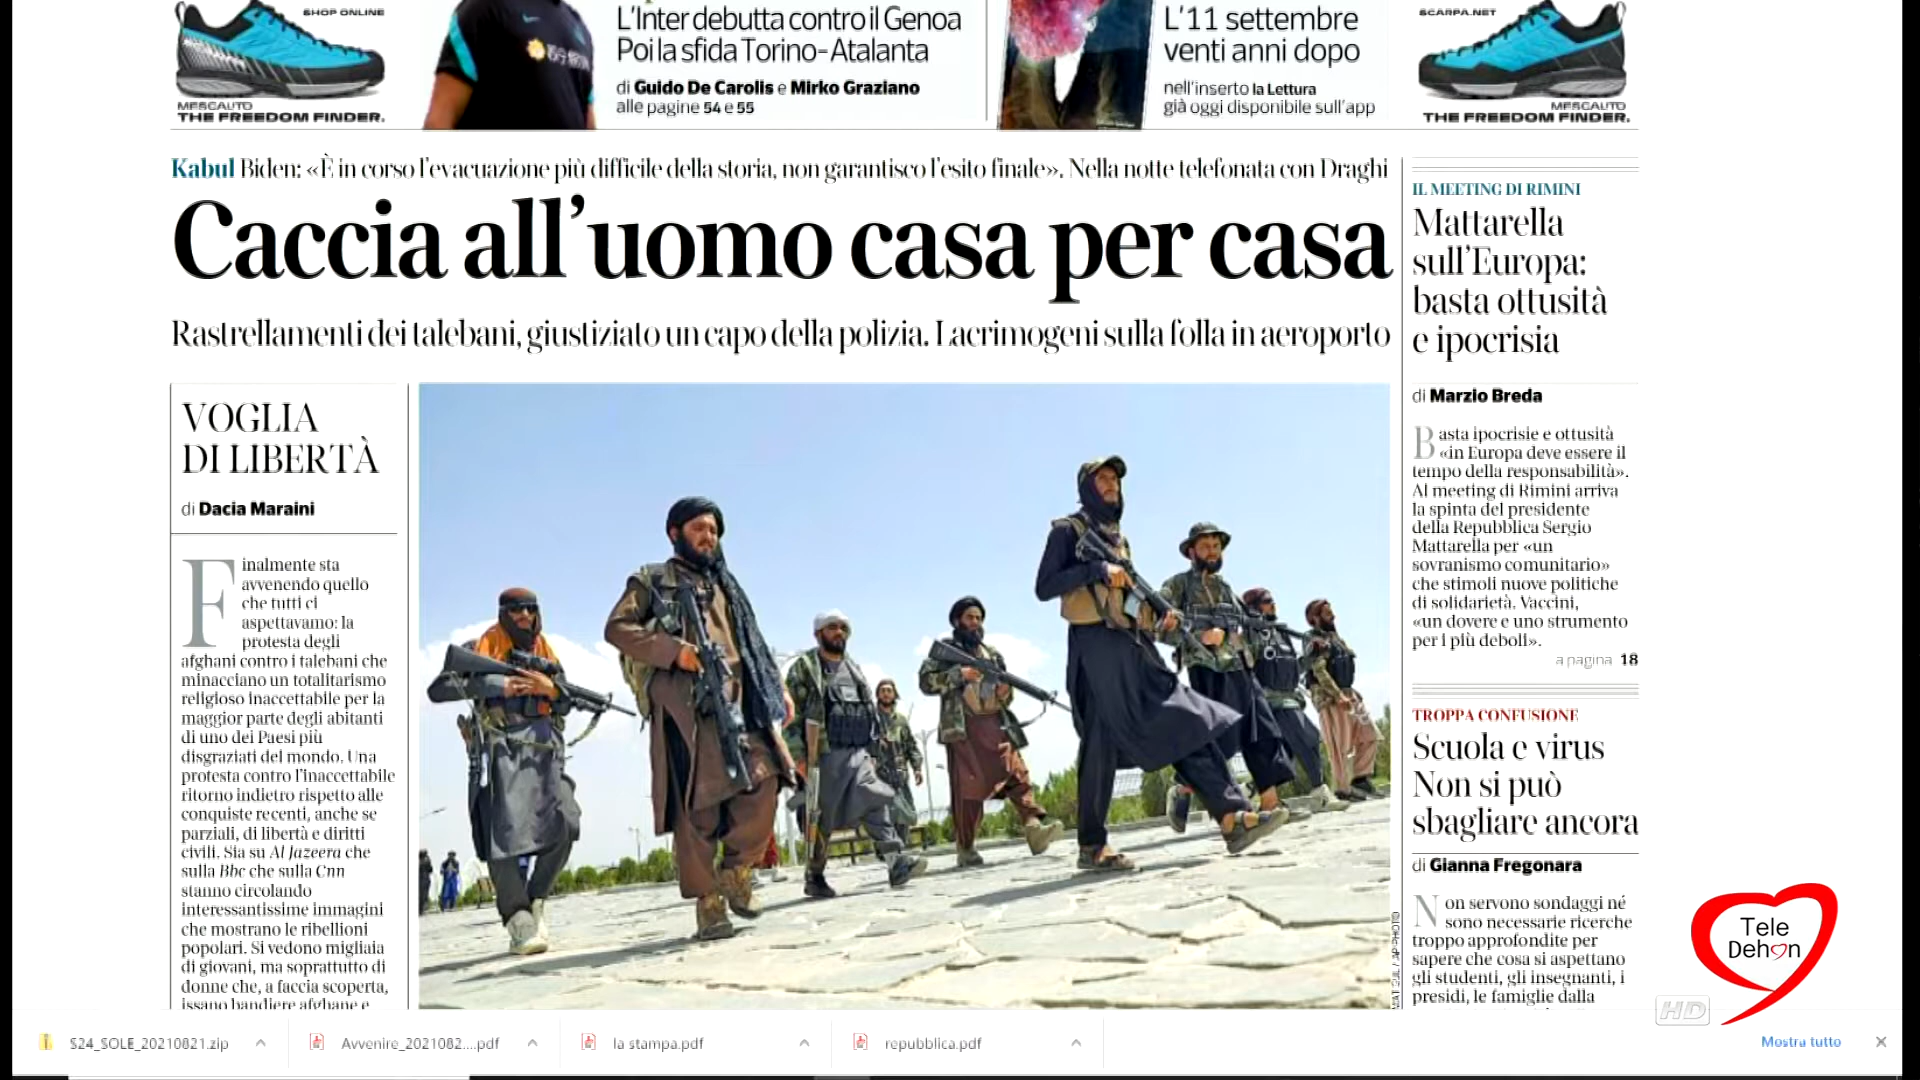 SHOP ONLINE
MESCALITO
THE FREEDOM FINDER.
L'Inter debutta contro il Genoa
Poi la sfida Torino-Atalanta
di Guido De Carolis e Mirko Graziano
alle pagine 54 e 55
L'11 settembre
venti anni dopo
nell'inserto la Lettura
già oggi disponibile sull'app
SCARPA.NET
MESCALITO
THE FREEDOM FINDER.
Kabul Biden: «È in corso l'evacuazione più difficile della storia, non garantisco l'esito finale». Nella notte telefonata con Draghi
Caccia all'uomo casa per casa
Rastrellamenti dei talebani, giustiziato un capo della polizia. Lacrimogeni sulla folla in aeroporto
VOGLIA
DI LIBERTÀ
di Dacia Maraini
Finalmente sta
avvenendo quello
che tutti ci
aspettavamo: la
protesta degli
afghani contro i talebani che
minacciano un totalitarismo
religioso inaccettabile per la
maggior parte degli abitanti
di uno dei Paesi più
disgraziati del mondo. Una
protesta contro l'inaccettabile
ritorno indietro rispetto alle
conquiste recenti, anche se
parziali, di libertà e diritti
civili. Sia su Al Jazeera che
sulla Bbc che sulla Cnn
stanno circolando
interessantissime immagini
che mostrano le ribellioni
popolari. Si vedono migliaia
di giovani, ma soprattutto di
donne che, a faccia scoperta,
issano bandiere afghane e
IL MEETING DI RIMINI
Mattarella
sull'Europa:
basta ottusità
e ipocrisia
di Marzio Breda
Basta ipocrisie e ottusità
«in Europa deve essere il
tempo della responsabilità».
Al meeting di Rimini arriva
la spinta del presidente
della Repubblica Sergio
Mattarella per «un
sovranismo comunitario»
che stimoli nuove politiche
di solidarietà. Vaccini,
«un dovere e uno strumento
per i più deboli».
a pagina 18
TROPPA CONFUSIONE
Scuola e virus
Non si può
sbagliare ancora
di Gianna Fregonara
Non servono sondaggi né
sono necessarie ricerche
troppo approfondite per
sapere che cosa si aspettano
gli studenti, gli insegnanti, i
presidi, le famiglie dalla
Tele
Dehon
HD
S24_SOLE_20210821.zip
Avvenire_2021082....pdf
la stampa.pdf
repubblica.pdf
Mostra tutto